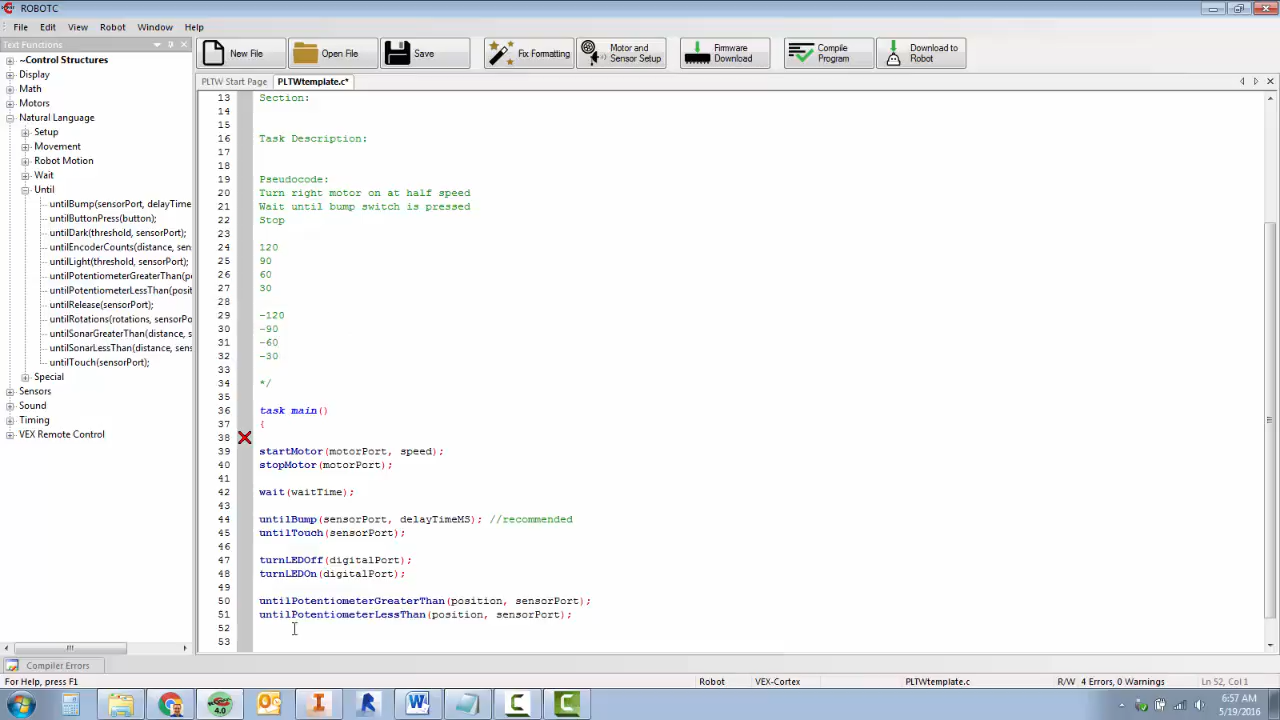 ROBOTC
File Edit View Robot Window Help
Text Functions
New File
Open File
Save
Fix Formatting
Motor and Sensor Setup
Firmware Download
Compile Program
Download to Robot
PLTW Start Page
PLTWtemplate.c*
~Control Structures
Display
Math
Motors
Natural Language
Setup
Movement
Robot Motion
Wait
Until
untilBump(sensorPort, delayTime
untilButtonPress(button);
untilDark(threshold, sensorPort);
untilEncoderCounts(distance, sen
untilLight(threshold, sensorPort);
untilPotentiometerGreaterThan(po
untilPotentiometerLessThan(posit
untilRelease(sensorPort);
untilRotations(rotations, sensorPo
untilSonarGreaterThan(distance, s
untilSonarLessThan(distance, sens
untilTouch(sensorPort);
Special
Sensors
Sound
Timing
VEX Remote Control
13 Section:
14
15
16 Task Description:
17
18
19 Pseudocode:
20 Turn right motor on at half speed
21 Wait until bump switch is pressed
22 Stop
23
24 120
25 90
26 60
27 30
28
29 -120
30 -90
31 -60
32 -30
33
34 */
35
36 task main()
37 {
38
39 startMotor(motorPort, speed);
40 stopMotor(motorPort);
41
42 wait(waitTime);
43
44 untilBump(sensorPort, delayTimeMS); //recommended
45 untilTouch(sensorPort);
46
47 turnLEDOff(digitalPort);
48 turnLEDOn(digitalPort);
49
50 untilPotentiometerGreaterThan(position, sensorPort);
51 untilPotentiometerLessThan(position, sensorPort);
52
53
Compiler Errors
For Help, press F1
Robot
VEX-Cortex
PLTWtemplate.c
R/W
4 Errors, 0 Warnings
Ln 52, Col 1
4.0
6:57 AM
5/19/2016